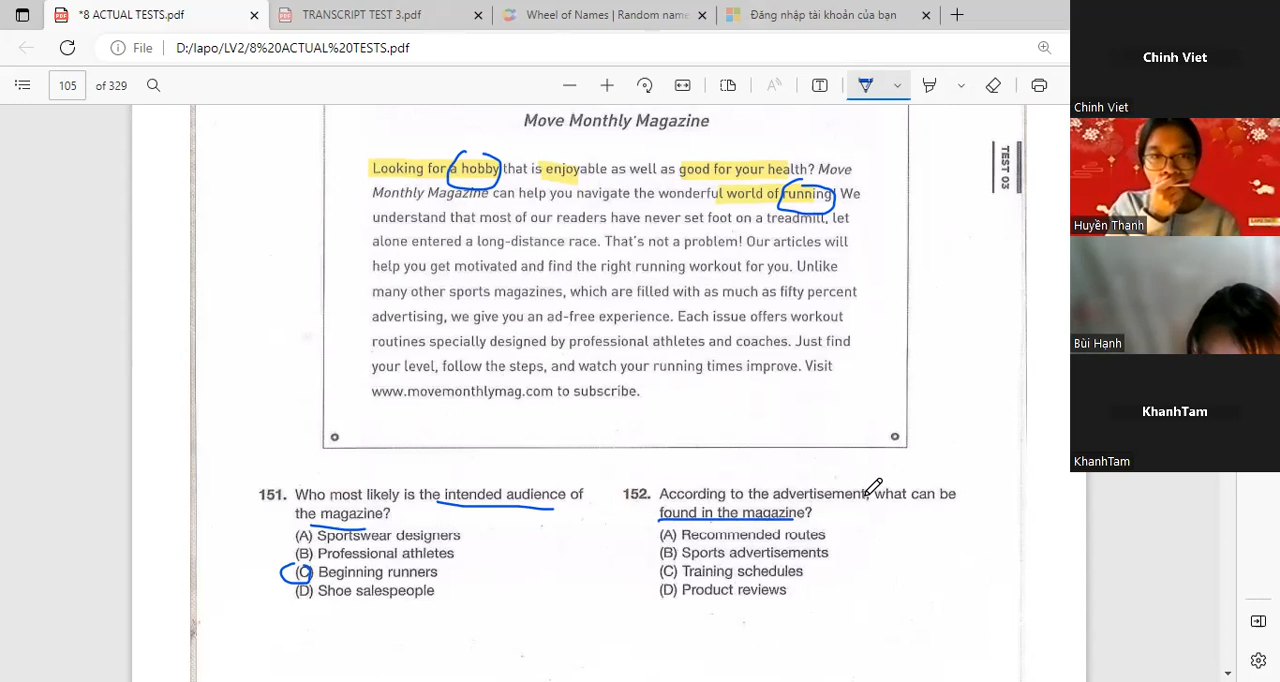 *8 ACTUAL TESTS.pdf
TRANSCRIPT TEST 3.pdf
Wheel of Names | Random name
Đăng nhập tài khoản của bạn
File
D:/lapo/LV2/8%20ACTUAL%20TESTS.pdf
105 of 329
Move Monthly Magazine
Looking for a hobby that is enjoyable as well as good for your health? Move
Monthly Magazine can help you navigate the wonderful world of running! We
understand that most of our readers have never set foot on a treadmill, let
alone entered a long-distance race. That's not a problem! Our articles will
help you get motivated and find the right running workout for you. Unlike
many other sports magazines, which are filled with as much as fifty percent
advertising, we give you an ad-free experience. Each issue offers workout
routines specially designed by professional athletes and coaches. Just find
your level, follow the steps, and watch your running times improve. Visit
www.movemonthlymag.com to subscribe.
TEST 03
151. Who most likely is the intended audience of
the magazine?
(A) Sportswear designers
(B) Professional athletes
(C) Beginning runners
(D) Shoe salespeople
152. According to the advertisement, what can be
found in the magazine?
(A) Recommended routes
(B) Sports advertisements
(C) Training schedules
(D) Product reviews
Chinh Viet
Chinh Viet
Huyền Thanh
Bùi Hạnh
KhanhTam
KhanhTam